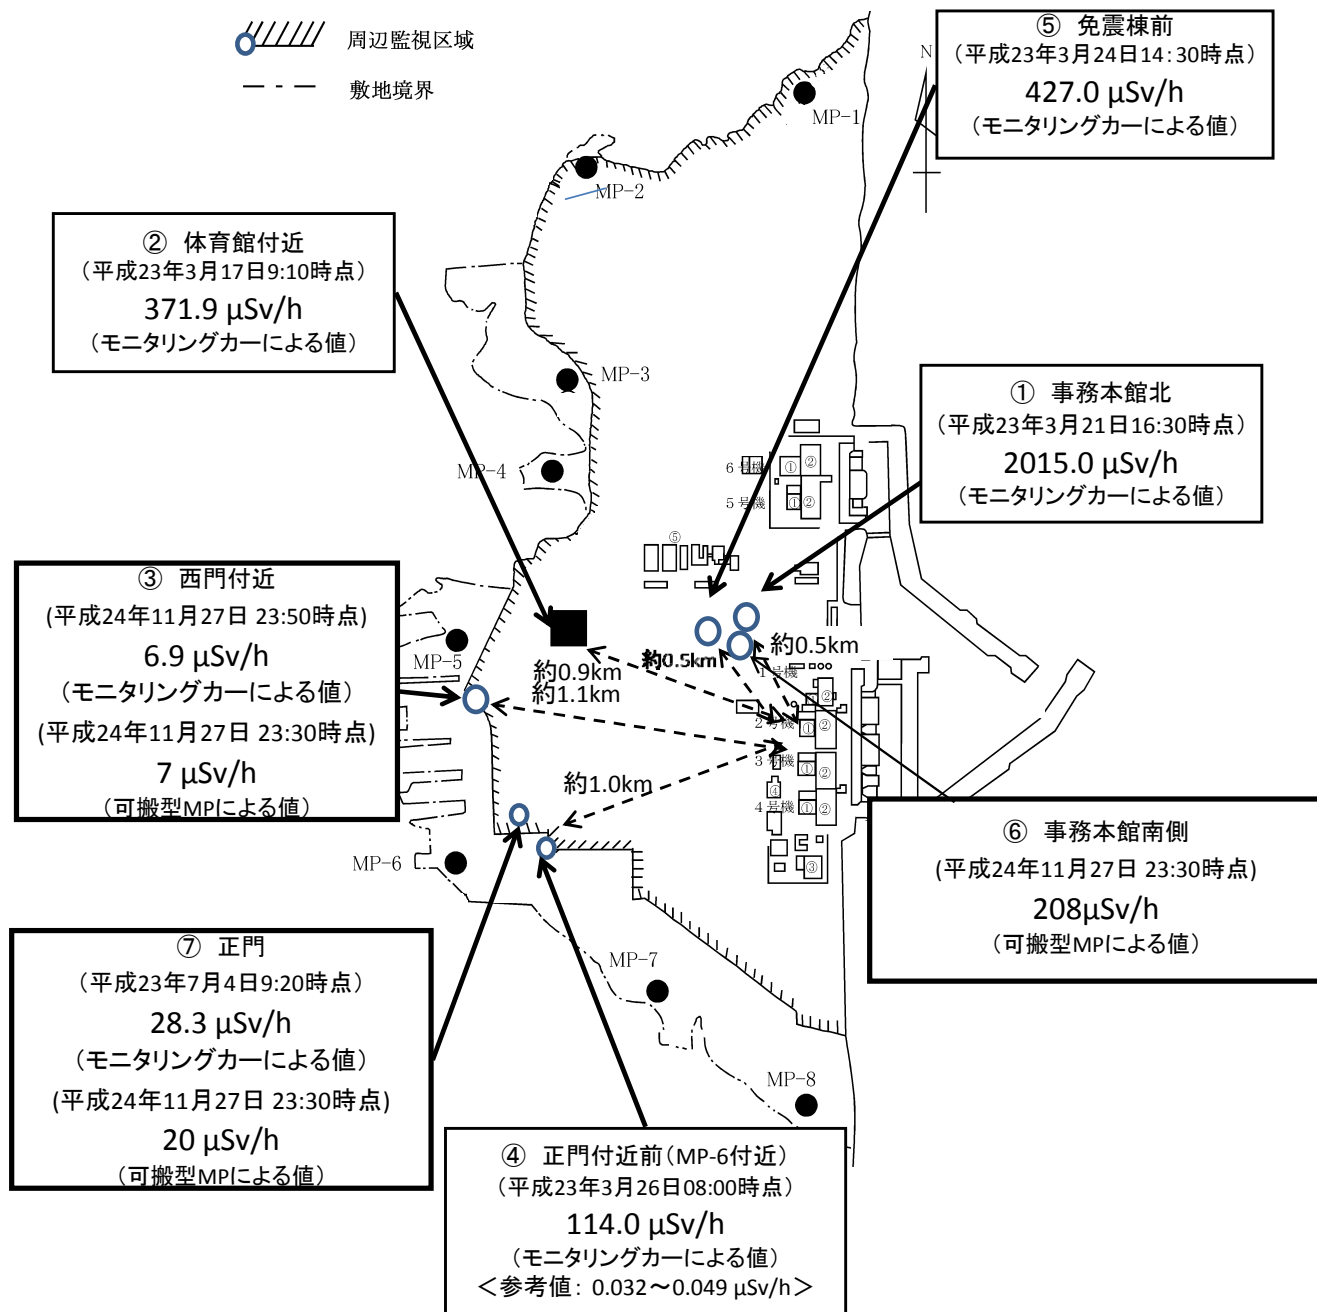 周辺監視区域
敷地境界
⑤ 免震棟前
（平成23年3月24日14:30時点）
427.0 μSv/h
（モニタリングカーによる値）
N
MP-1
MP-2
② 体育館付近
（平成23年3月17日9:10時点）
371.9 μSv/h
（モニタリングカーによる値）
MP-3
① 事務本館北
（平成23年3月21日16:30時点）
2015.0 μSv/h
（モニタリングカーによる値）
MP-4
6号機
①
②
5号機
①
②
⑤
③ 西門付近
(平成24年11月27日 23:50時点)
6.9 μSv/h
（モニタリングカーによる値）
(平成24年11月27日 23:30時点)
7 μSv/h
（可搬型MPによる値）
MP-5
約0.9km
約1.1km
約0.5km
約0.5km
1号機
②
2号機
①
②
3号機
①
②
④
4号機
①
②
③
約1.0km
MP-6
⑥ 事務本館南側
(平成24年11月27日 23:30時点)
208μSv/h
（可搬型MPによる値）
⑦ 正門
（平成23年7月4日9:20時点）
28.3 μSv/h
（モニタリングカーによる値）
(平成24年11月27日 23:30時点)
20 μSv/h
（可搬型MPによる値）
MP-7
MP-8
④ 正門付近前（MP-6付近）
（平成23年3月26日08:00時点）
114.0 μSv/h
（モニタリングカーによる値）
＜参考値: 0.032～0.049 μSv/h＞